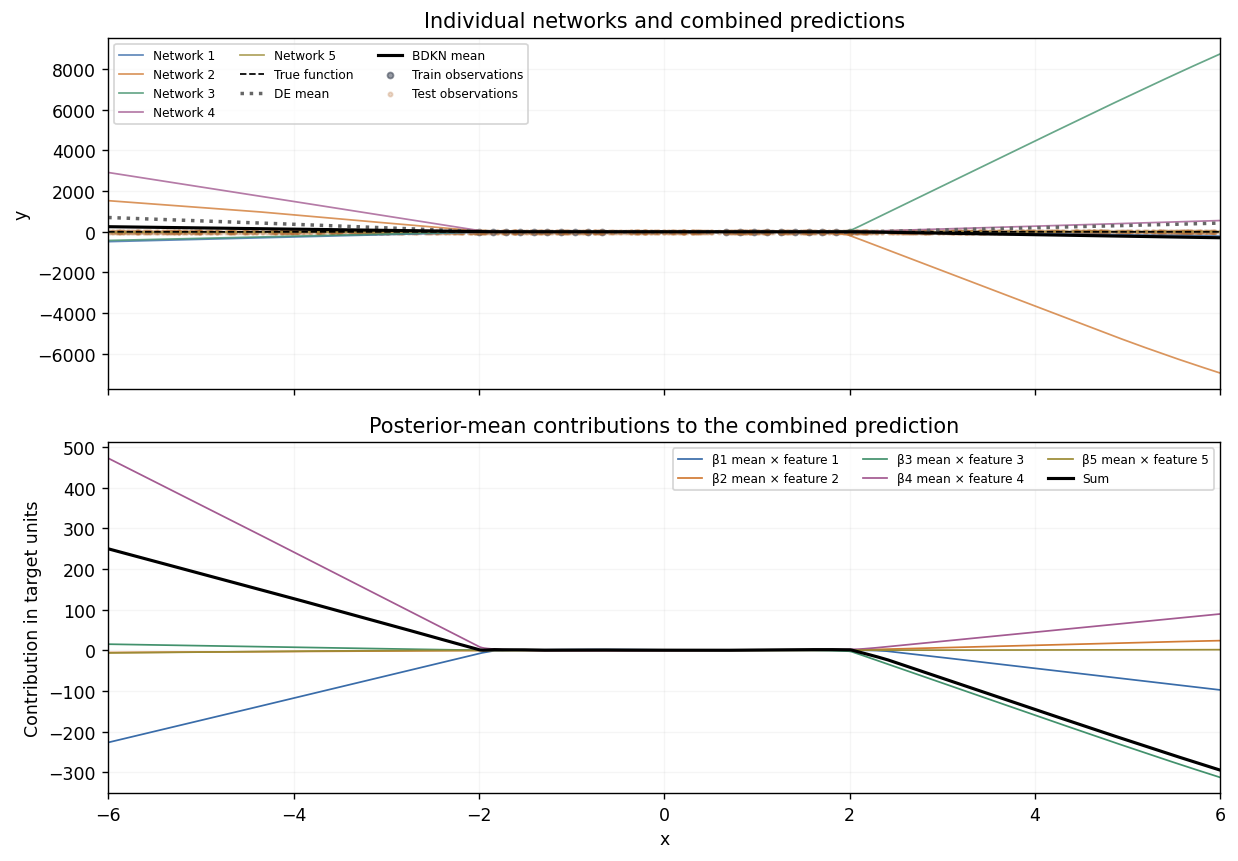 Individual networks and combined predictions
Network 1
Network 2
Network 3
Network 4
Network 5
True function
DE mean
BDKN mean
Train observations
Test observations
y
8000
6000
4000
2000
0
−2000
−4000
−6000
Posterior-mean contributions to the combined prediction
β1 mean × feature 1
β2 mean × feature 2
β3 mean × feature 3
β4 mean × feature 4
β5 mean × feature 5
Sum
Contribution in target units
500
400
300
200
100
0
−100
−200
−300
−6 −4 −2 0 2 4 6
x